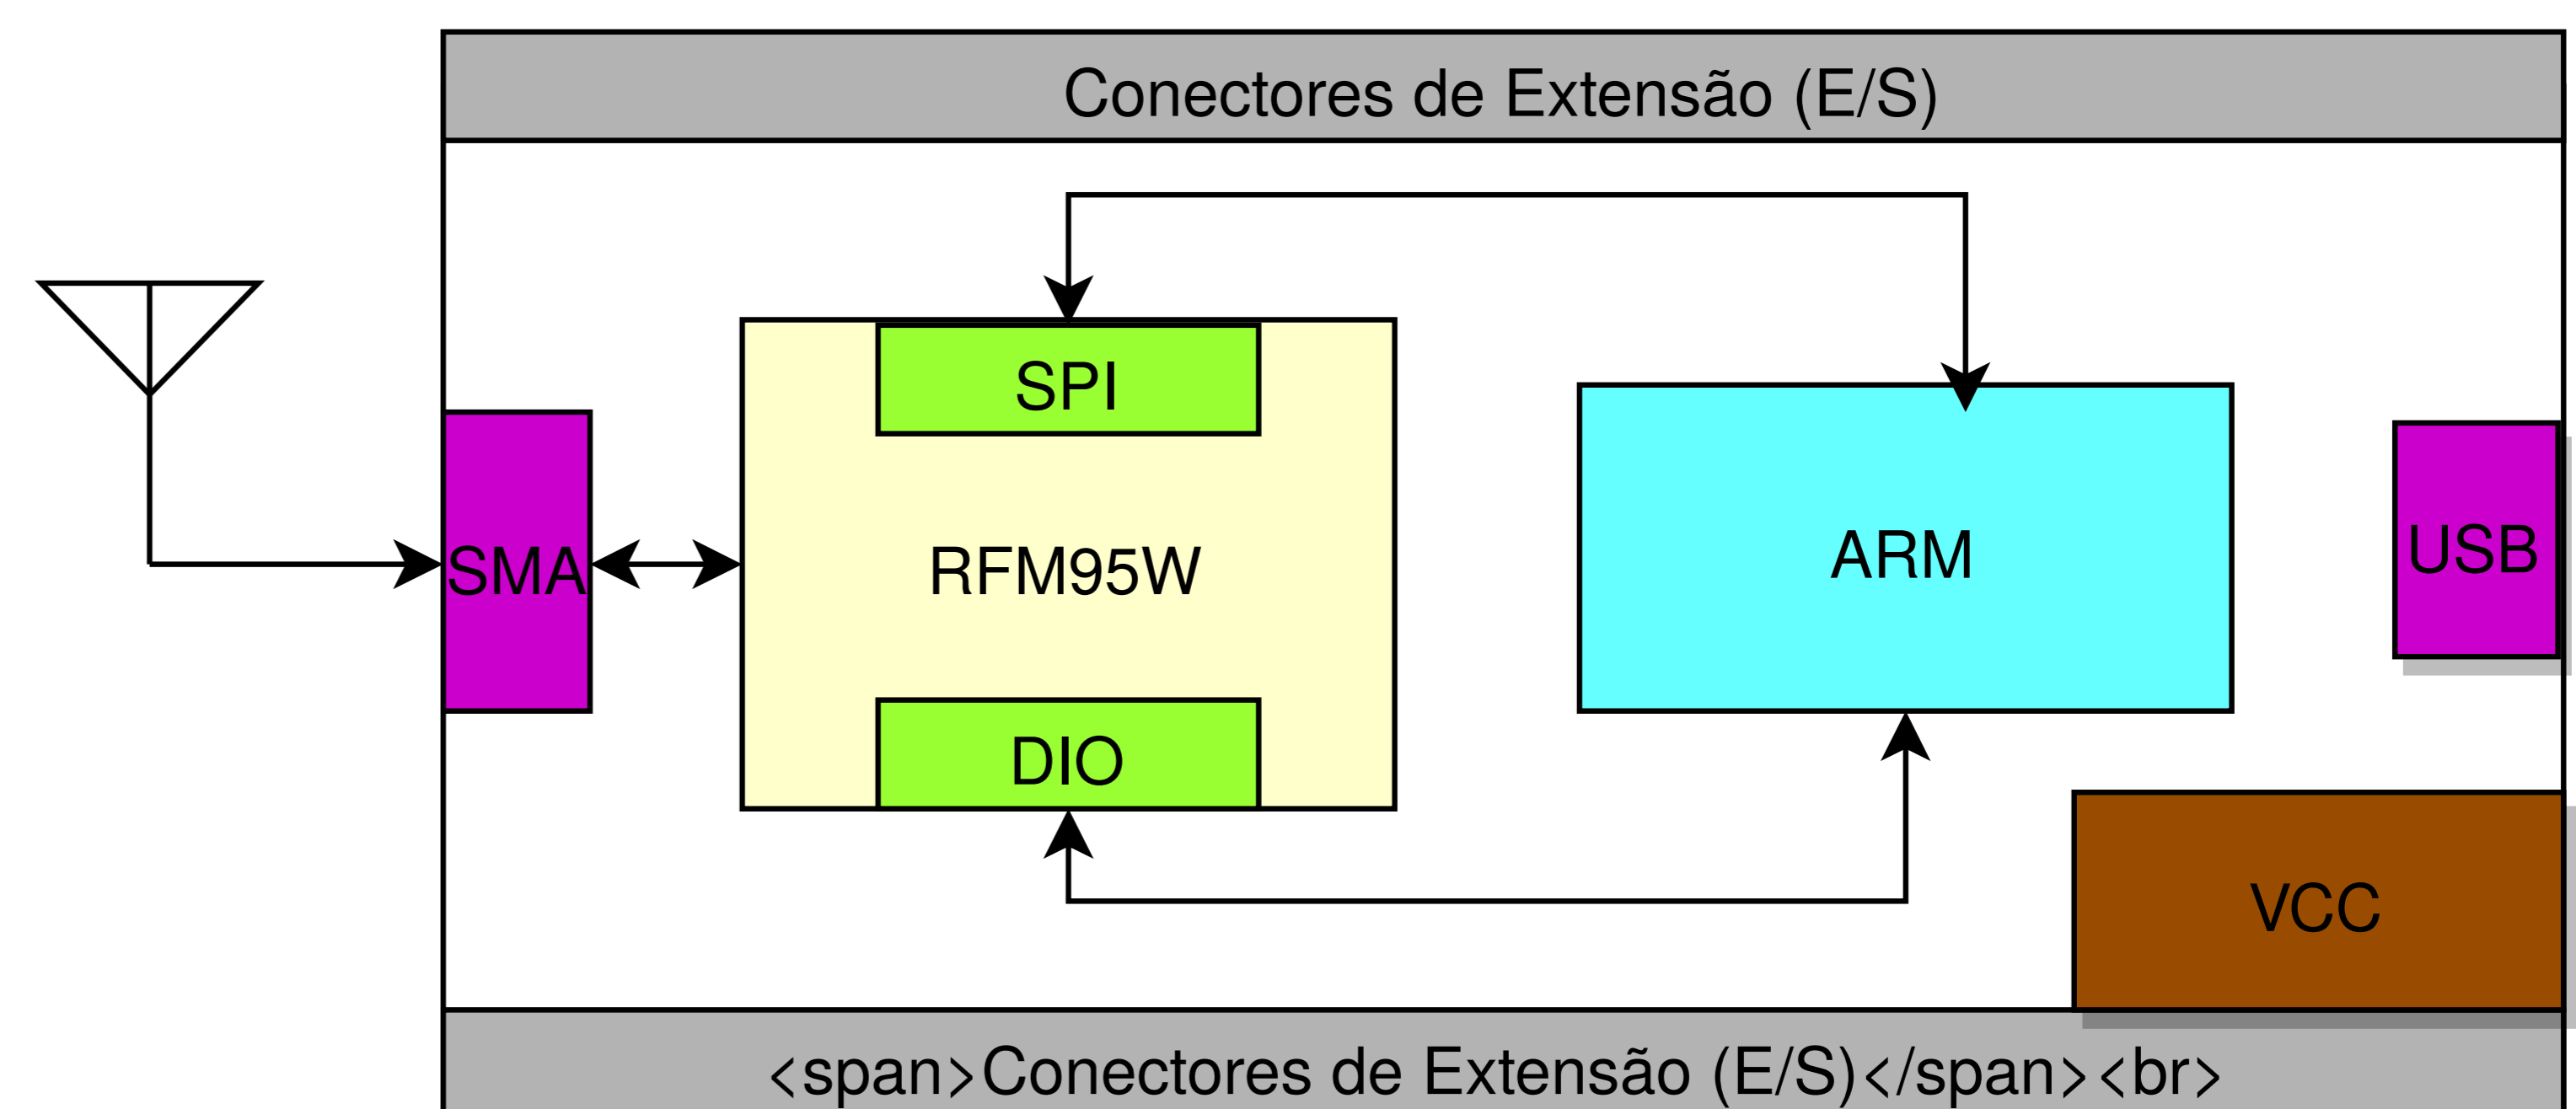 Conectores de Extensão (E/S)
SPI
SMA
RFM95W
ARM
USB
DIO
VCC
<span>Conectores de Extensão (E/S)</span><br>